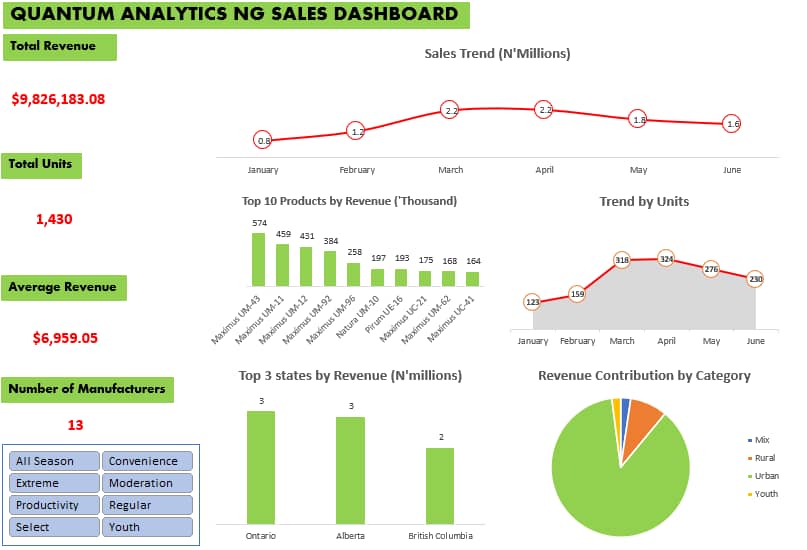 QUANTUM ANALYTICS NG SALES DASHBOARD
Total Revenue
$9,826,183.08
Total Units
1,430
Average Revenue
$6,959.05
Number of Manufacturers
13
All Season
Convenience
Extreme
Moderation
Productivity
Regular
Select
Youth
Sales Trend (N'Millions)
0.8
1.2
2.2
2.2
1.8
1.6
January
February
March
April
May
June
Top 10 Products by Revenue ('Thousand)
574
459
431
384
258
197
193
175
168
164
Maximus UM-43
Maximus UM-11
Maximus UM-12
Maximus UM-92
Maximus UM-96
Natura UM-10
Pirum UE-16
Maximus UC-21
Maximus UM-62
Maximus UC-41
Trend by Units
123
159
318
324
276
230
January
February
March
April
May
June
Top 3 states by Revenue (N'millions)
3
3
2
Ontario
Alberta
British Columbia
Revenue Contribution by Category
Mix
Rural
Urban
Youth